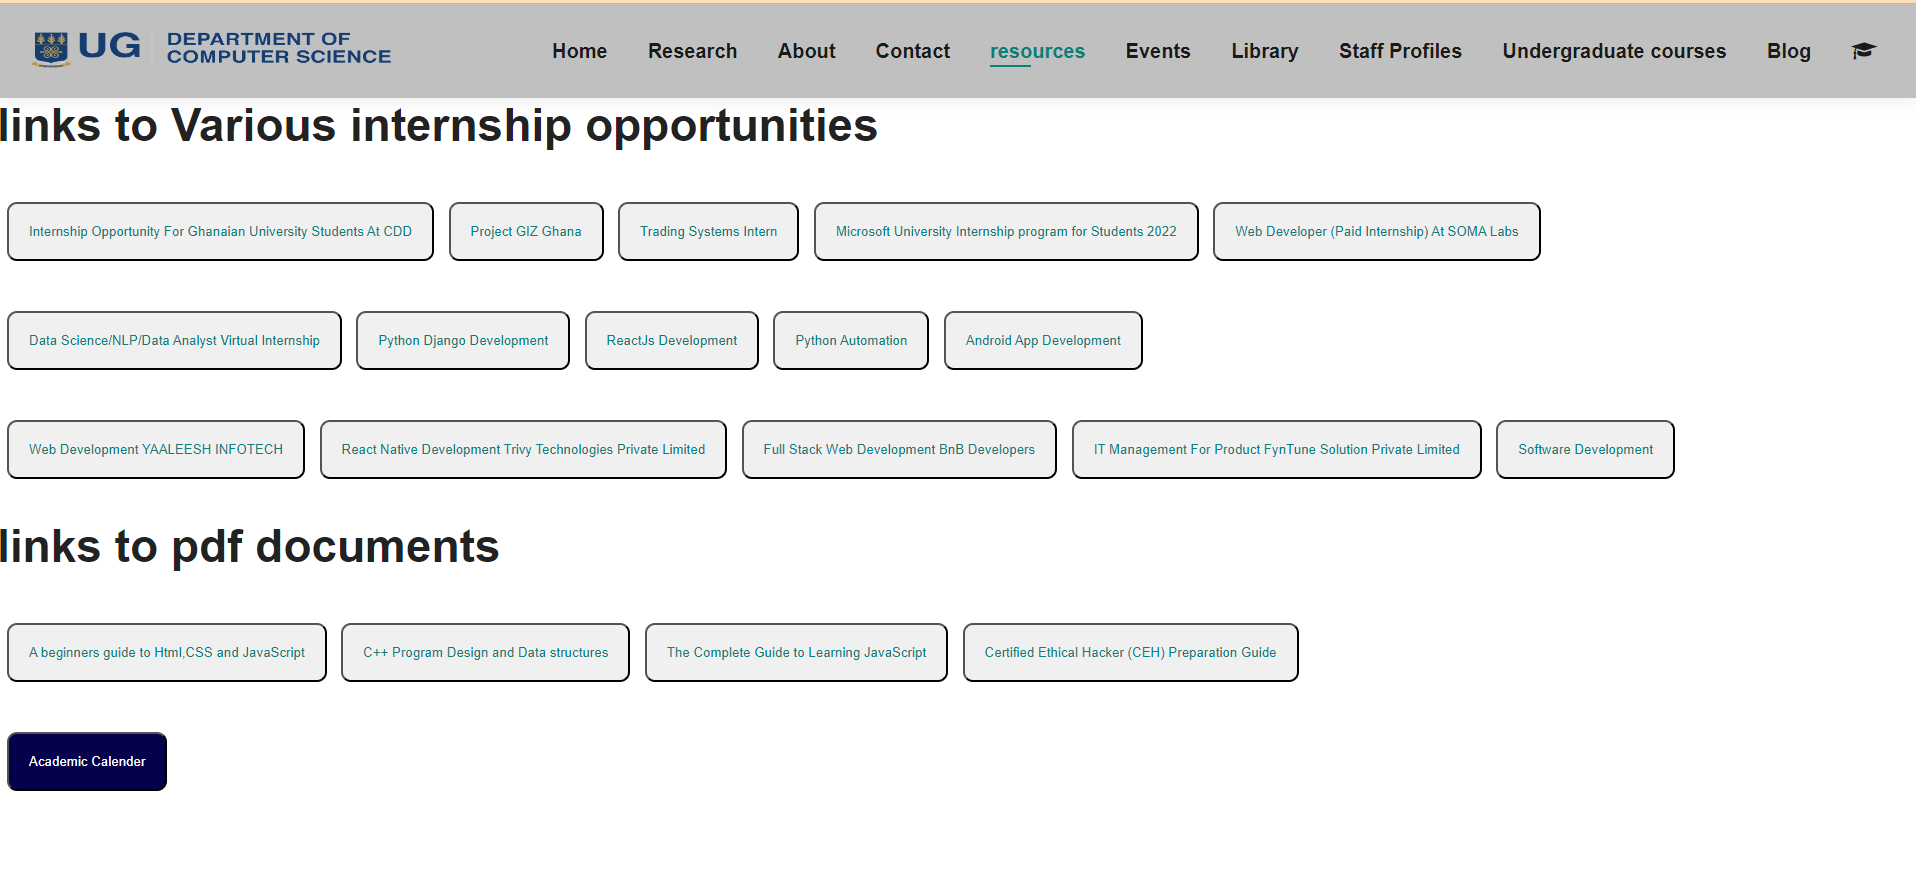 UG DEPARTMENT OF
COMPUTER SCIENCE
Home Research About Contact resources Events Library Staff Profiles Undergraduate courses Blog
links to Various internship opportunities
Internship Opportunity For Ghanaian University Students At CDD Project GIZ Ghana Trading Systems Intern Microsoft University Internship program for Students 2022 Web Developer (Paid Internship) At SOMA Labs
Data Science/NLP/Data Analyst Virtual Internship Python Django Development ReactJs Development Python Automation Android App Development
Web Development YAALEESH INFOTECH React Native Development Trivy Technologies Private Limited Full Stack Web Development BnB Developers IT Management For Product FynTune Solution Private Limited Software Development
links to pdf documents
A beginners guide to Html,CSS and JavaScript C++ Program Design and Data structures The Complete Guide to Learning JavaScript Certified Ethical Hacker (CEH) Preparation Guide
Academic Calender